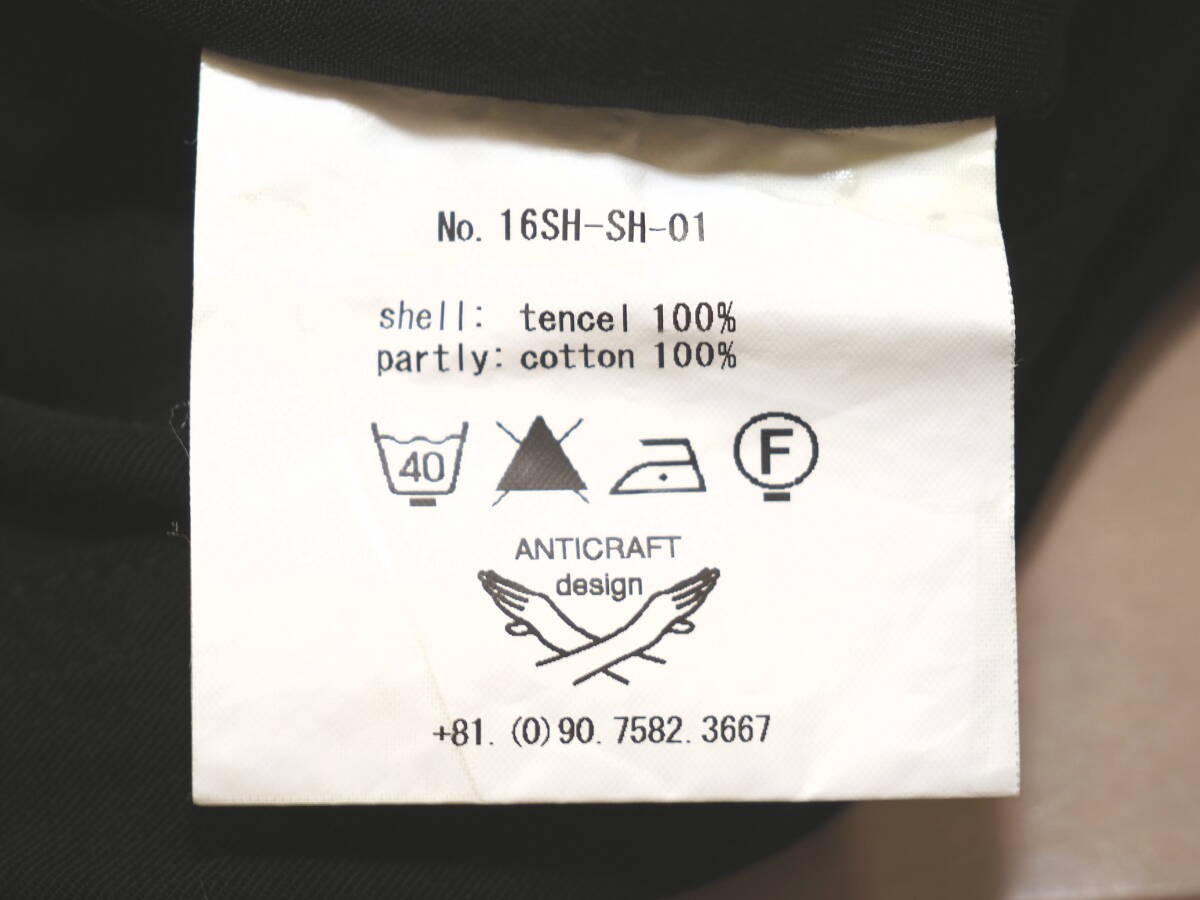 No. 16SH-SH-01
shell: tencel 100%
partly: cotton 100%
40
F
ANTICRAFT
design
+81. (0)90. 7582. 3667